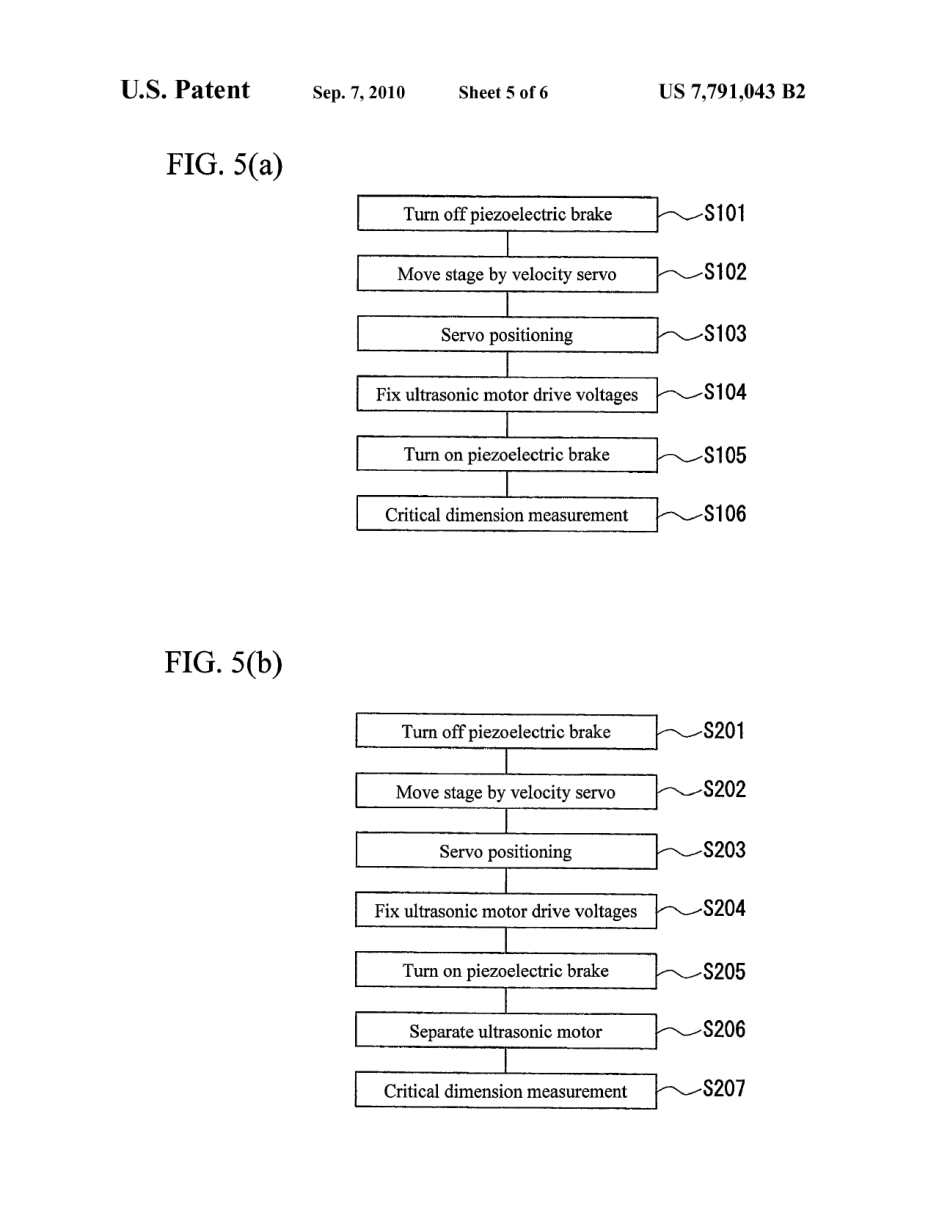 U.S. Patent Sep. 7, 2010 Sheet 5 of 6 US 7,791,043 B2
FIG. 5(a)
Turn off piezoelectric brake S101
Move stage by velocity servo S102
Servo positioning S103
Fix ultrasonic motor drive voltages S104
Turn on piezoelectric brake S105
Critical dimension measurement S106
FIG. 5(b)
Turn off piezoelectric brake S201
Move stage by velocity servo S202
Servo positioning S203
Fix ultrasonic motor drive voltages S204
Turn on piezoelectric brake S205
Separate ultrasonic motor S206
Critical dimension measurement S207